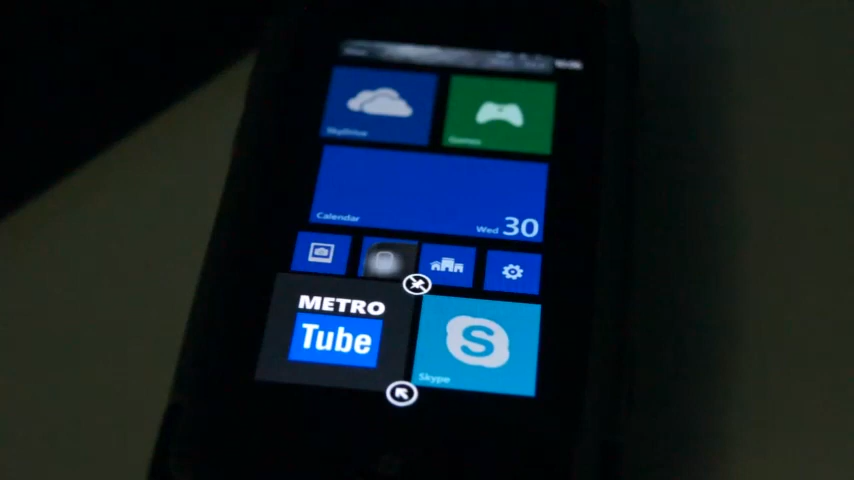 SkyDrive
Games
Calendar
Wed 30
METRO
Tube
S
Skype